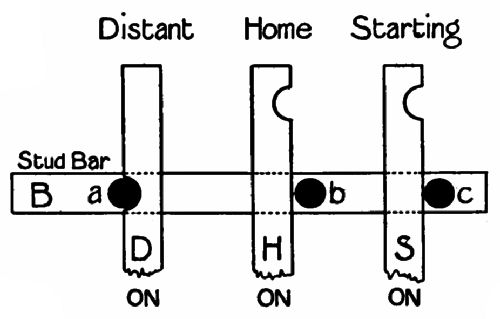 Distant Home Starting
Stud Bar
B a b c
D H S
ON ON ON